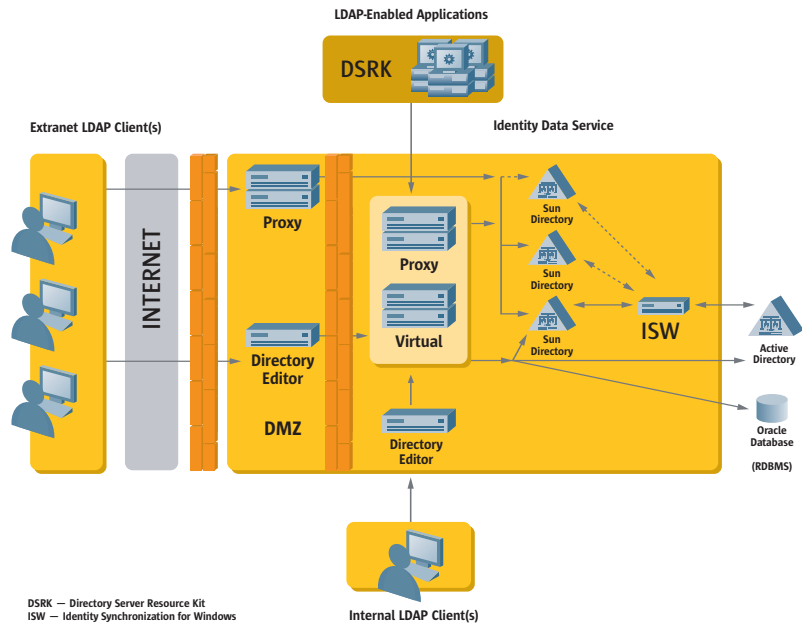 LDAP-Enabled Applications
DSRK
Extranet LDAP Client(s)
Identity Data Service
INTERNET
Proxy
Sun
Directory
Proxy
Sun
Directory
Virtual
Directory
Editor
Sun
Directory
ISW
Active
Directory
DMZ
Directory
Editor
Oracle
Database
(RDBMS)
Internal LDAP Client(s)
DSRK — Directory Server Resource Kit
ISW — Identity Synchronization for Windows